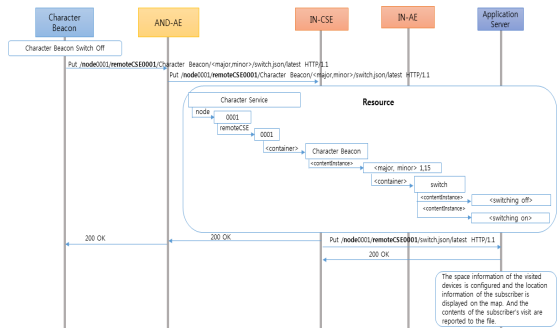 Character
Beacon
AND-AE
IN-CSE
IN-AE
Application
Server
Character Beacon Switch Off
Put /node0001/remoteCSE0001/Character Beacon/<major,minor>/switch.json/latest HTTP/1.1
Put /node0001/remoteCSE0001/Character Beacon/<major,minor>/switch.json/latest HTTP/1.1
Resource
Character Service
node
0001
remoteCSE
0001
<container>
Character Beacon
<contentInstance>
<major, minor> 1,15
<container>
switch
<contentInstance>
<switching off>
<contentInstance>
<switching on>
200 OK
200 OK
Put /node0001/remoteCSE0001/switch.json/latest HTTP/1.1
200 OK
The space information of the visited
devices is configured and the location
information of the subscriber is
displayed on the map. And the
contents of the subscriber's visit are
reported to the file.